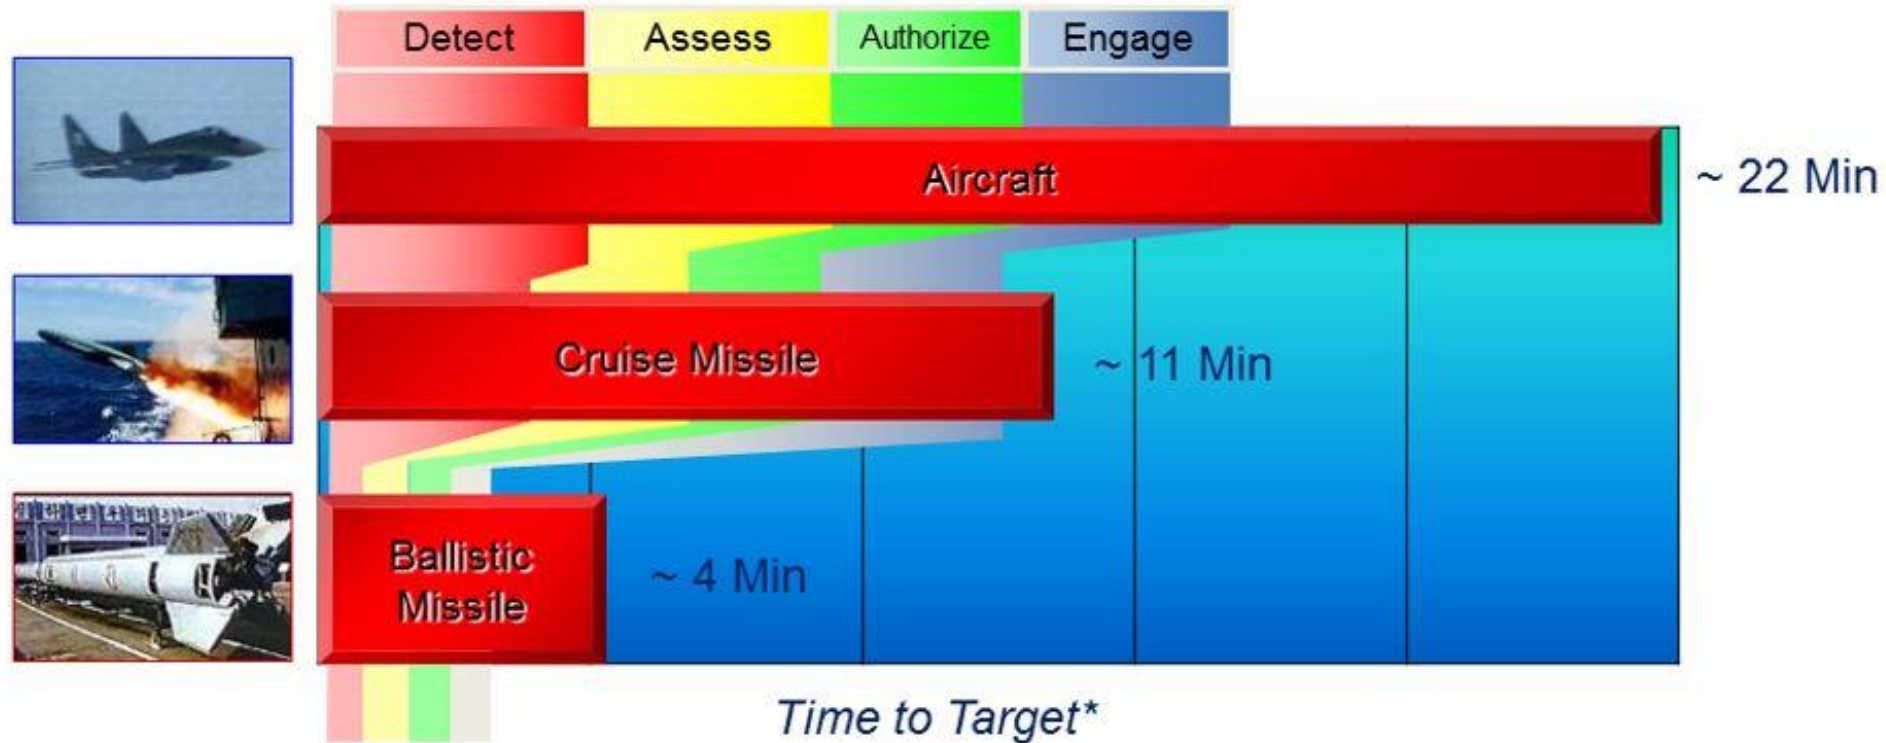 Detect Assess Authorize Engage
Aircraft
~ 22 Min
Cruise Missile
~ 11 Min
Ballistic
Missile
~ 4 Min
Time to Target*